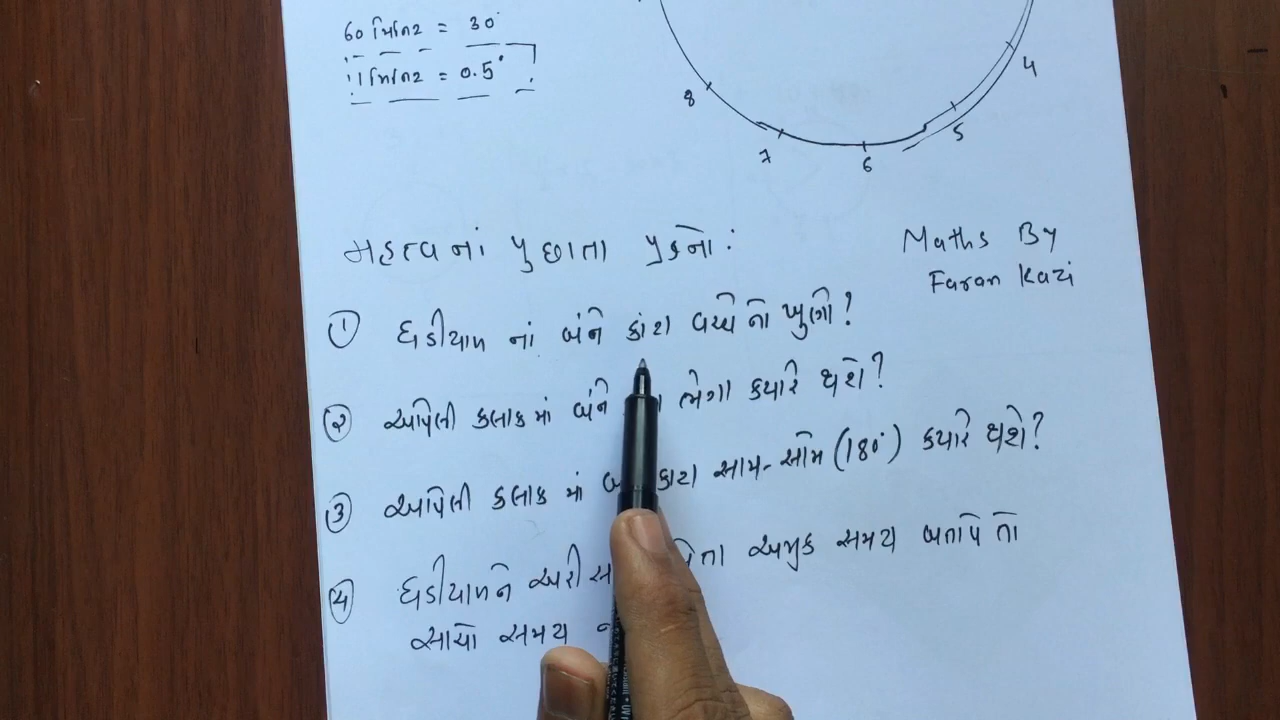 60 મિનિટ = 30°
1 મિનિટ = 0.5°
4
5
6
7
8
મહત્વનાં પુછાતા પ્રશ્નો :
Maths By
Faran Kazi
① ઘડીયાળ નાં બંને કાંટા વચ્ચે નો ખુણો ?
② આપેલી કલાક માં બંને ભેગા ક્યારે થશે ?
③ આપેલી કલાક માં કાટા સામ-સામે (180°) ક્યારે થશે ?
④ ઘડીયાળને અમુક સમય બતાવે તો
સાચો સમય